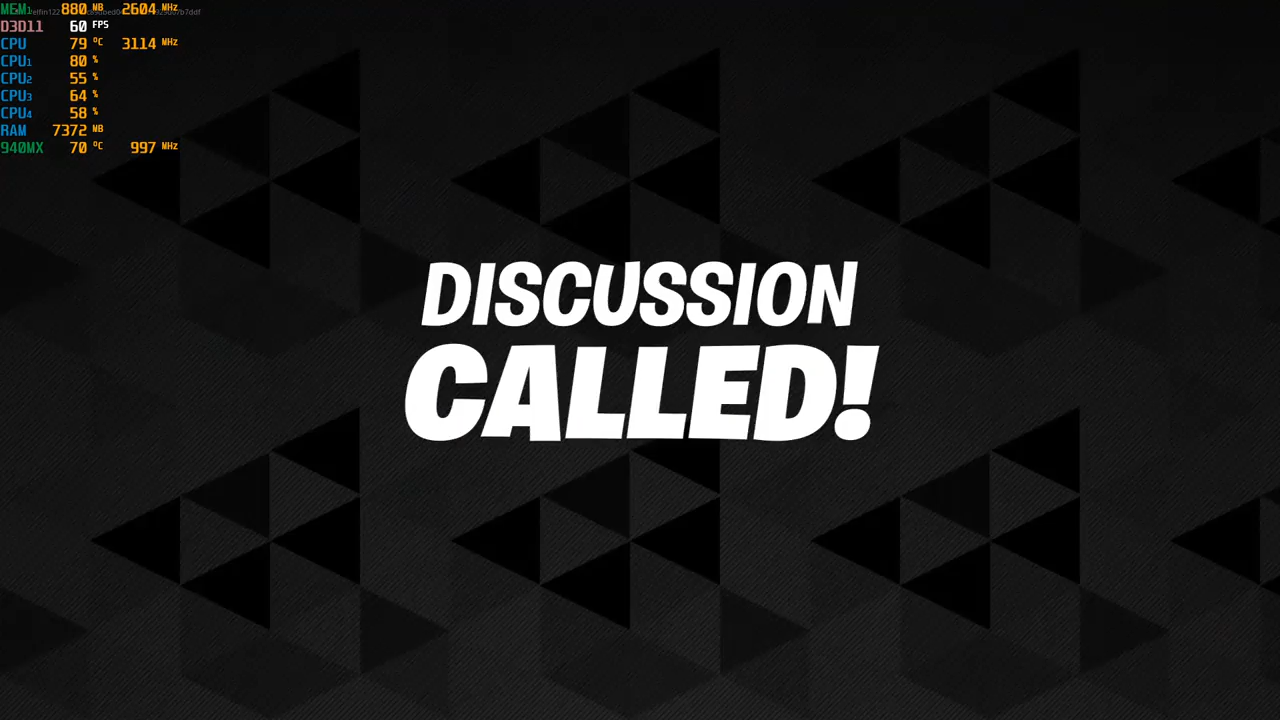 MEM1 880 MB 2604 MHz
D3D11 60 FPS
CPU 79 °C 3114 MHz
CPU1 80 %
CPU2 55 %
CPU3 64 %
CPU4 58 %
RAM 7372 MB
940MX 70 °C 997 MHz
DISCUSSION
CALLED!